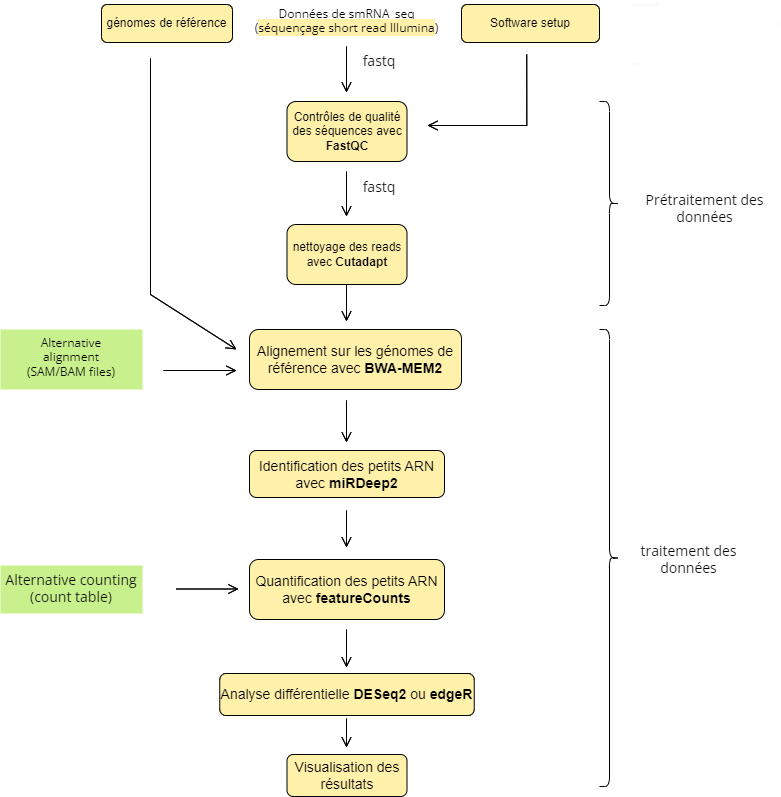 génomes de référence
Données de smRNA_seq
(séquençage short read Illumina)
Software setup
fastq
Contrôles de qualité
des séquences avec
FastQC
fastq
Prétraitement des
données
nettoyage des reads
avec Cutadapt
Alternative
alignment
(SAM/BAM files)
Alignement sur les génomes de
référence avec BWA-MEM2
Identification des petits ARN
avec miRDeep2
traitement des
données
Alternative counting
(count table)
Quantification des petits ARN
avec featureCounts
Analyse différentielle DESeq2 ou edgeR
Visualisation des
résultats